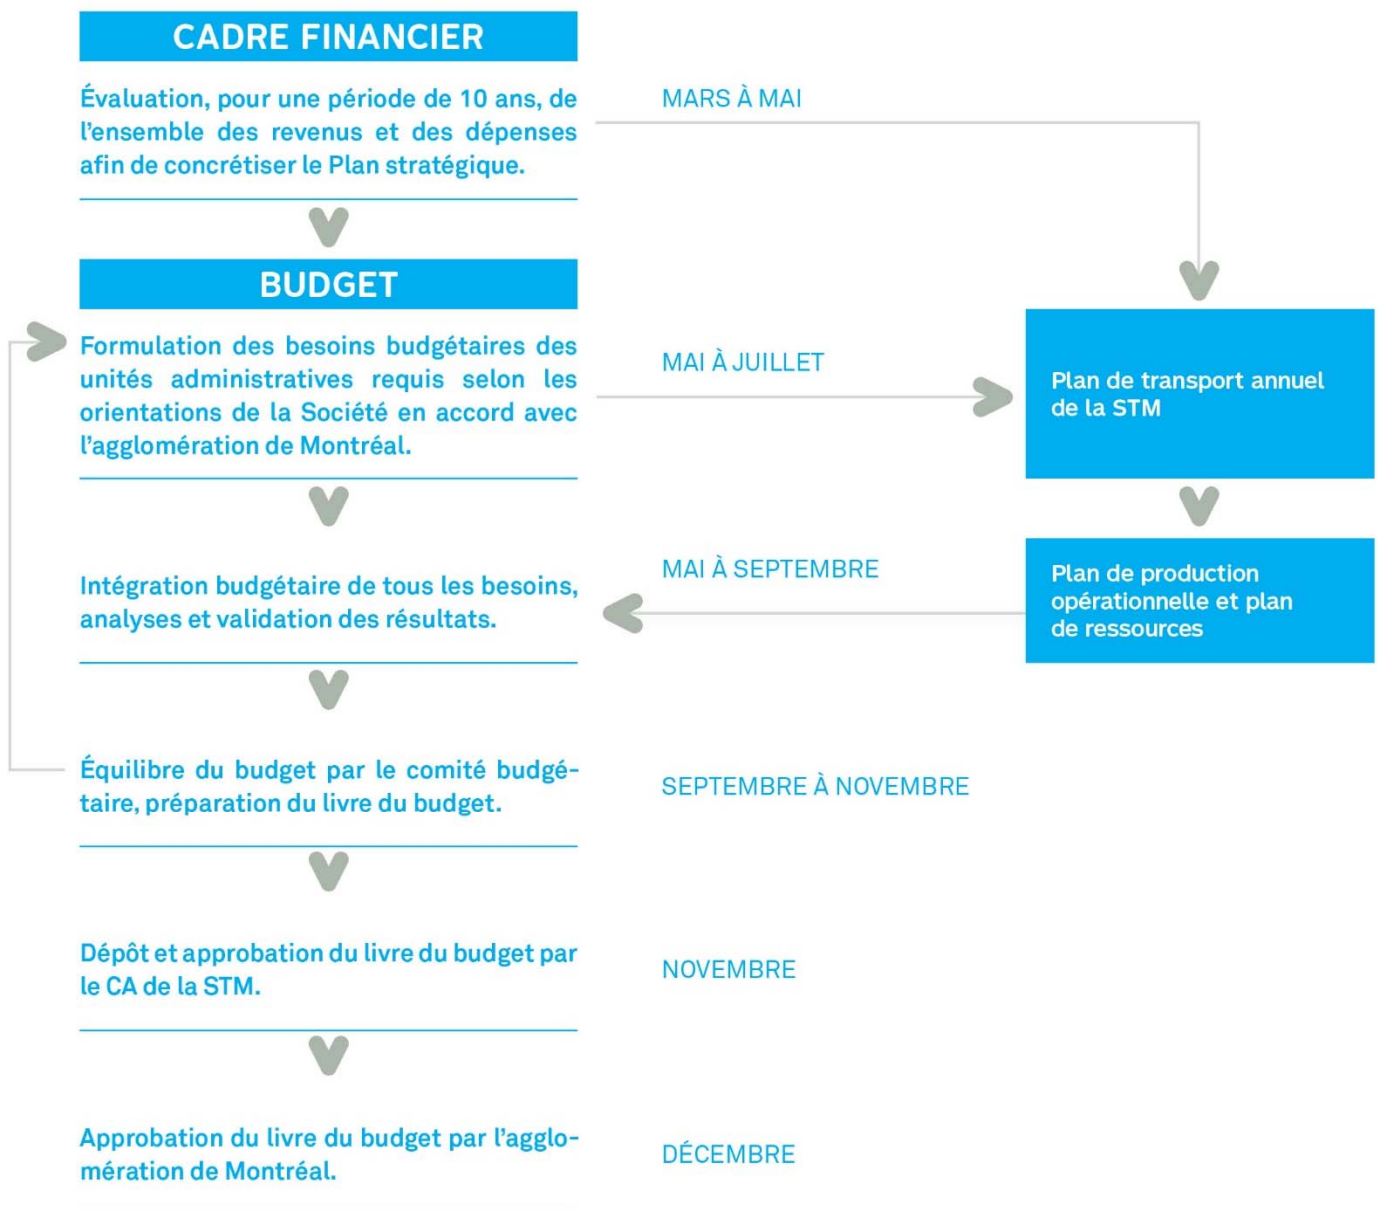 CADRE FINANCIER
Évaluation, pour une période de 10 ans, de
l'ensemble des revenus et des dépenses
afin de concrétiser le Plan stratégique.
MARS À MAI
BUDGET
Formulation des besoins budgétaires des
unités administratives requis selon les
orientations de la Société en accord avec
l'agglomération de Montréal.
MAI À JUILLET
Plan de transport annuel
de la STM
Intégration budgétaire de tous les besoins,
analyses et validation des résultats.
MAI À SEPTEMBRE
Plan de production
opérationnelle et plan
de ressources
Équilibre du budget par le comité budgé-
taire, préparation du livre du budget.
SEPTEMBRE À NOVEMBRE
Dépôt et approbation du livre du budget par
le CA de la STM.
NOVEMBRE
Approbation du livre du budget par l'agglo-
mération de Montréal.
DÉCEMBRE